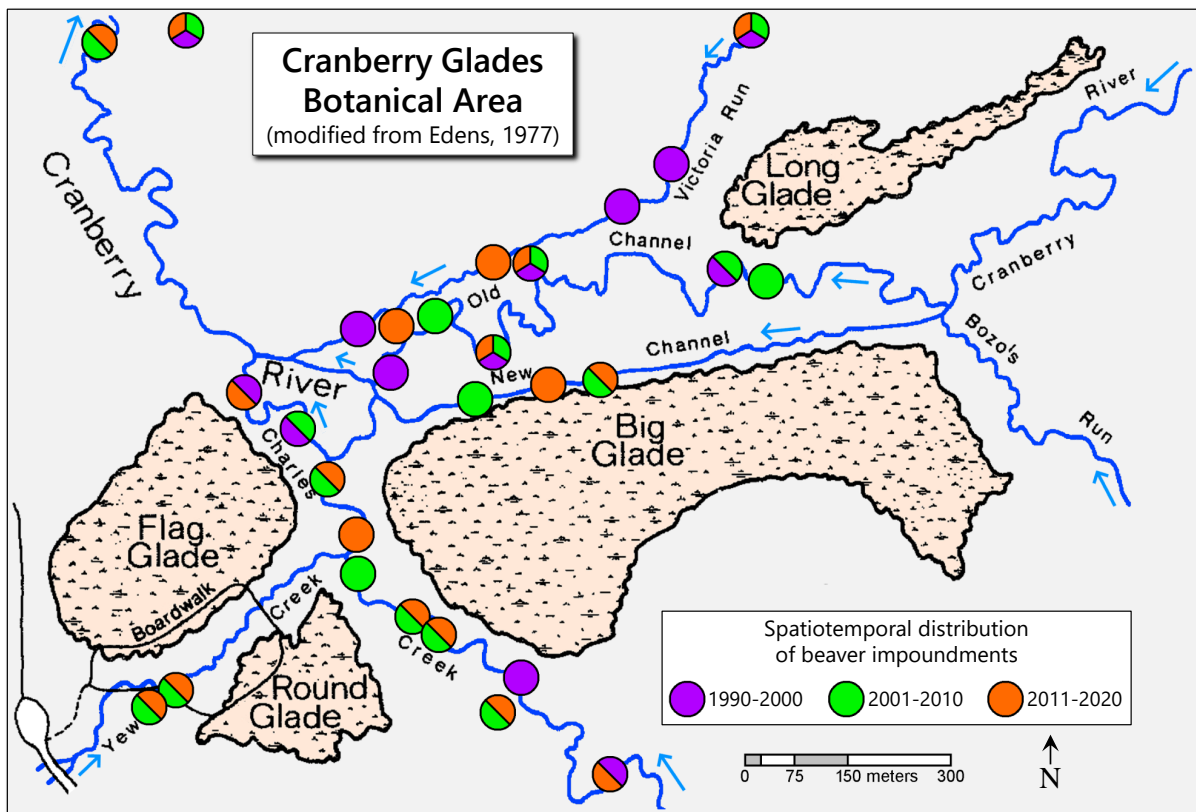 Cranberry Glades
Botanical Area
(modified from Edens, 1977)
Cranberry
River
Victoria Run
Long
Glade
River
Cranberry
Channel
Old
New
Channel
Bozo's
Run
Big
Glade
Charles
Creek
Flag
Glade
Boardwalk
Creek
Yew
Round
Glade
Spatiotemporal distribution
of beaver impoundments
1990-2000 2001-2010 2011-2020
0 75 150 meters 300
N